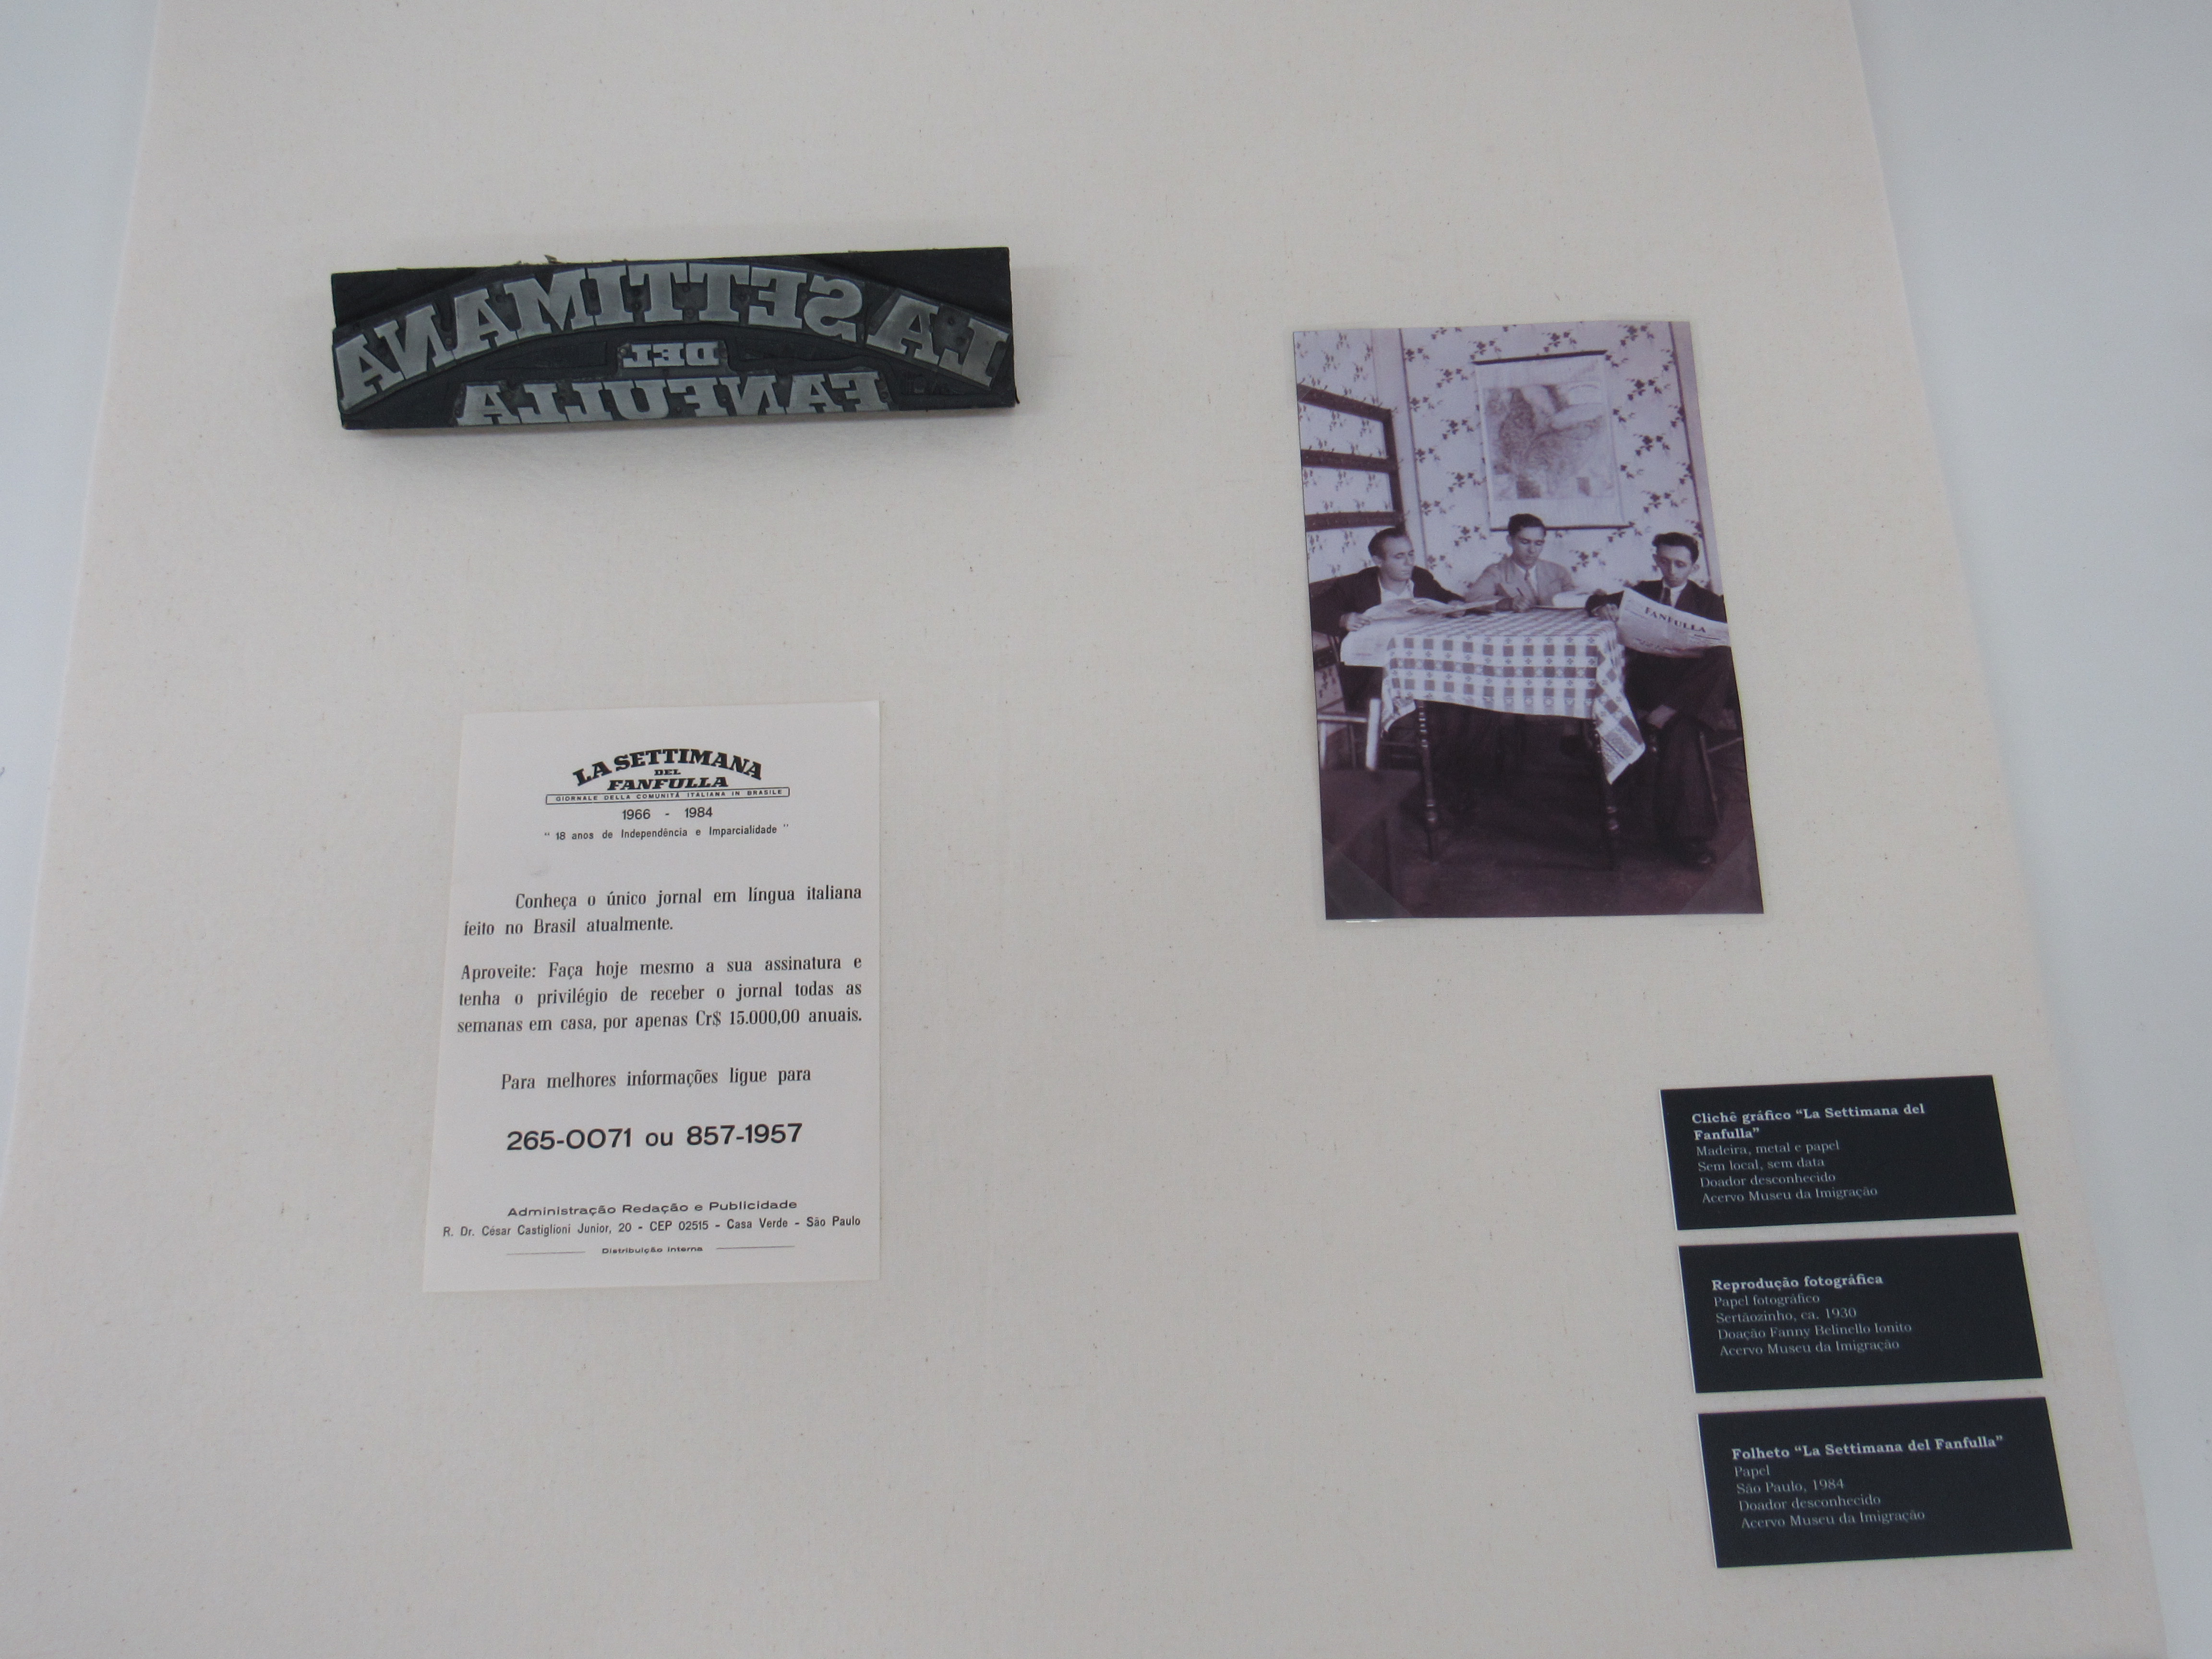 LA SETTIMANA
DEL
FANFULLA
FANFULLA
LA SETTIMANA
DEL
FANFULLA
GIORNALE DELLA COMUNITÀ ITALIANA IN BRASILE
1966 - 1984
" 18 anos de Independência e Imparcialidade "
Conheça o único jornal em língua italiana
feito no Brasil atualmente.
Aproveite: Faça hoje mesmo a sua assinatura e
tenha o privilégio de receber o jornal todas as
semanas em casa, por apenas Cr$ 15.000,00 anuais.
Para melhores informações ligue para
265-0071 ou 857-1957
Administração Redação e Publicidade
R. Dr. César Castiglioni Junior, 20 - CEP 02515 - Casa Verde - São Paulo
Distribuição interna
Clichê gráfico “La Settimana del
Fanfulla”
Madeira, metal e papel
Sem local, sem data
Doador desconhecido
Acervo Museu da Imigração
Reprodução fotográfica
Papel fotográfico
Sertãozinho, ca. 1930
Doação Fanny Belinello Ionito
Acervo Museu da Imigração
Folheto “La Settimana del Fanfulla”
Papel
São Paulo, 1984
Doador desconhecido
Acervo Museu da Imigração